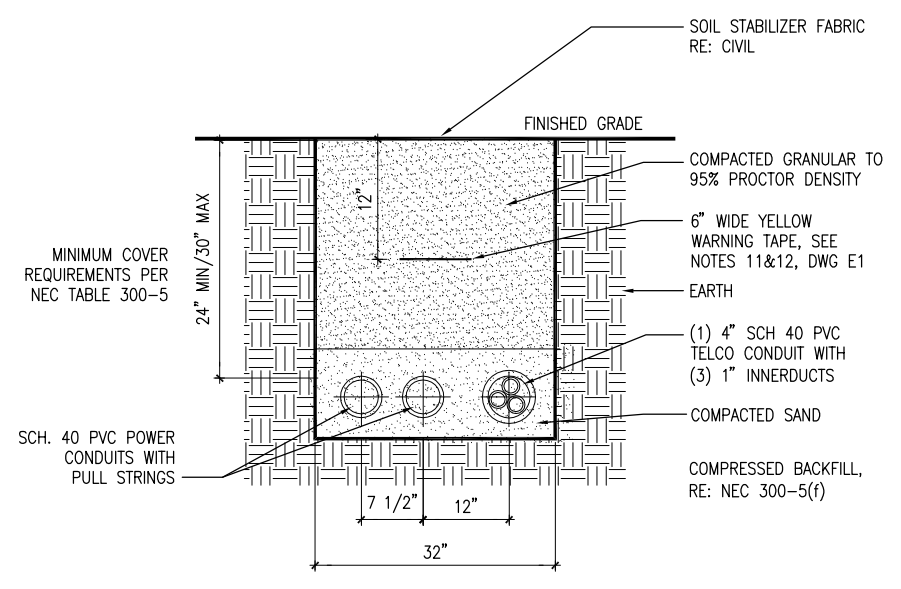 SOIL STABILIZER FABRIC
RE: CIVIL
FINISHED GRADE
COMPACTED GRANULAR TO
95% PROCTOR DENSITY
12"
6" WIDE YELLOW
WARNING TAPE, SEE
NOTES 11&12, DWG E1
24" MIN/30" MAX
MINIMUM COVER
REQUIREMENTS PER
NEC TABLE 300-5
EARTH
(1) 4" SCH 40 PVC
TELCO CONDUIT WITH
(3) 1" INNERDUCTS
COMPACTED SAND
SCH. 40 PVC POWER
CONDUITS WITH
PULL STRINGS
COMPRESSED BACKFILL,
RE: NEC 300-5(f)
7 1/2"
12"
32"